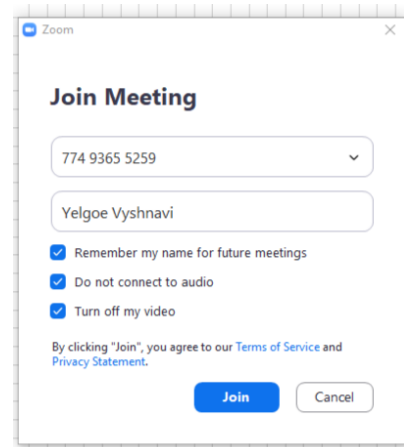 Zoom
Join Meeting
774 9365 5259
Yelgoe Vyshnavi
Remember my name for future meetings
Do not connect to audio
Turn off my video
By clicking "Join", you agree to our Terms of Service and
Privacy Statement.
Join Cancel